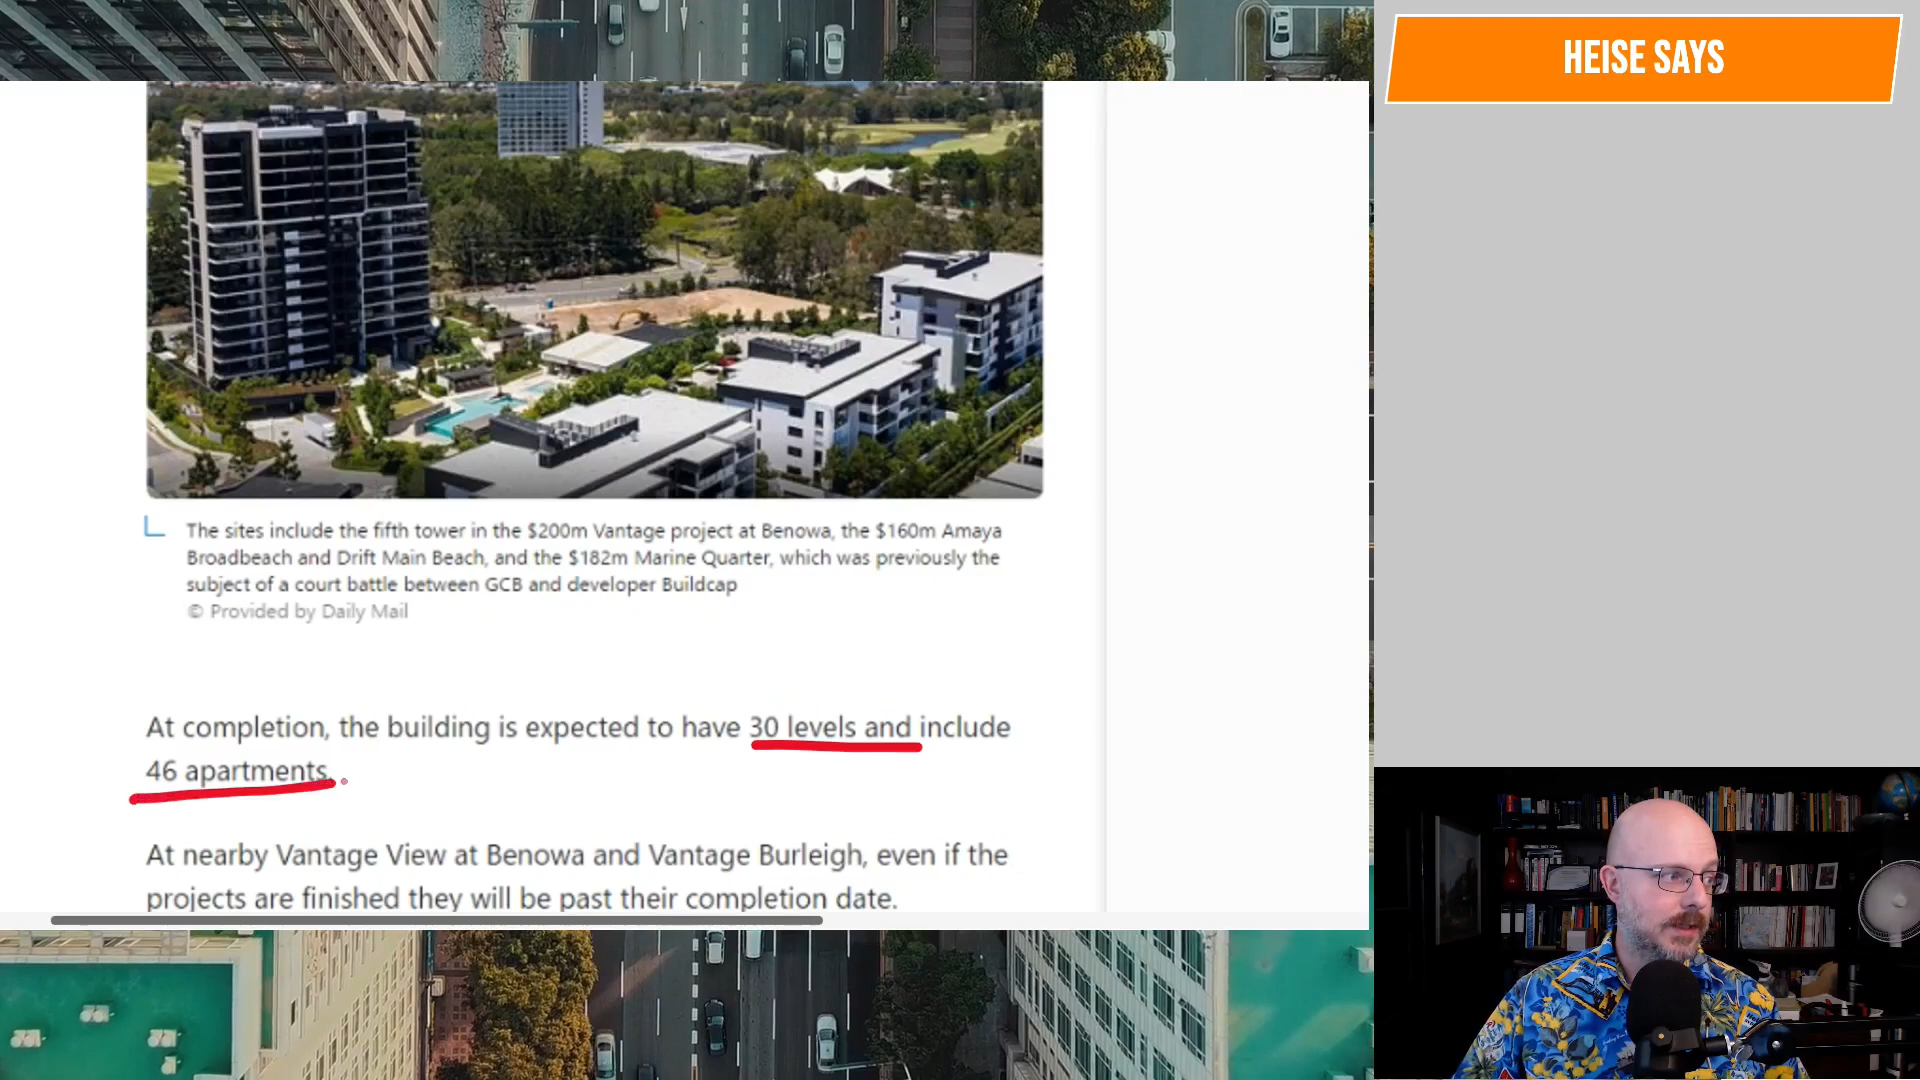 HEISE SAYS
The sites include the fifth tower in the $200m Vantage project at Benowa, the $160m Amaya
Broadbeach and Drift Main Beach, and the $182m Marine Quarter, which was previously the
subject of a court battle between GCB and developer Buildcap
© Provided by Daily Mail
At completion, the building is expected to have 30 levels and include
46 apartments.
At nearby Vantage View at Benowa and Vantage Burleigh, even if the
projects are finished they will be past their completion date.